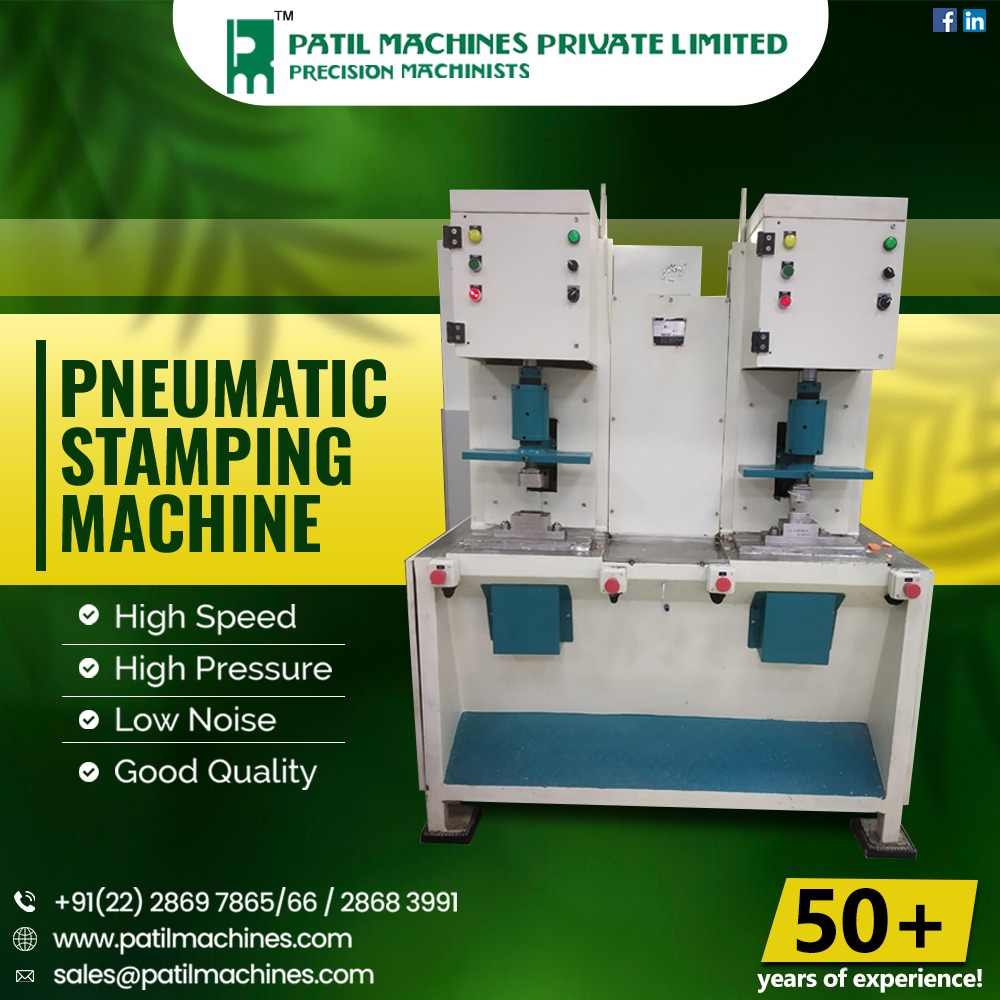 TM
PATIL MACHINES PRIVATE LIMITED
PRECISION MACHINISTS
PNEUMATIC
STAMPING
MACHINE
High Speed
High Pressure
Low Noise
Good Quality
+91(22) 2869 7865/66 / 2868 3991
www.patilmachines.com
sales@patilmachines.com
50+
years of experience!